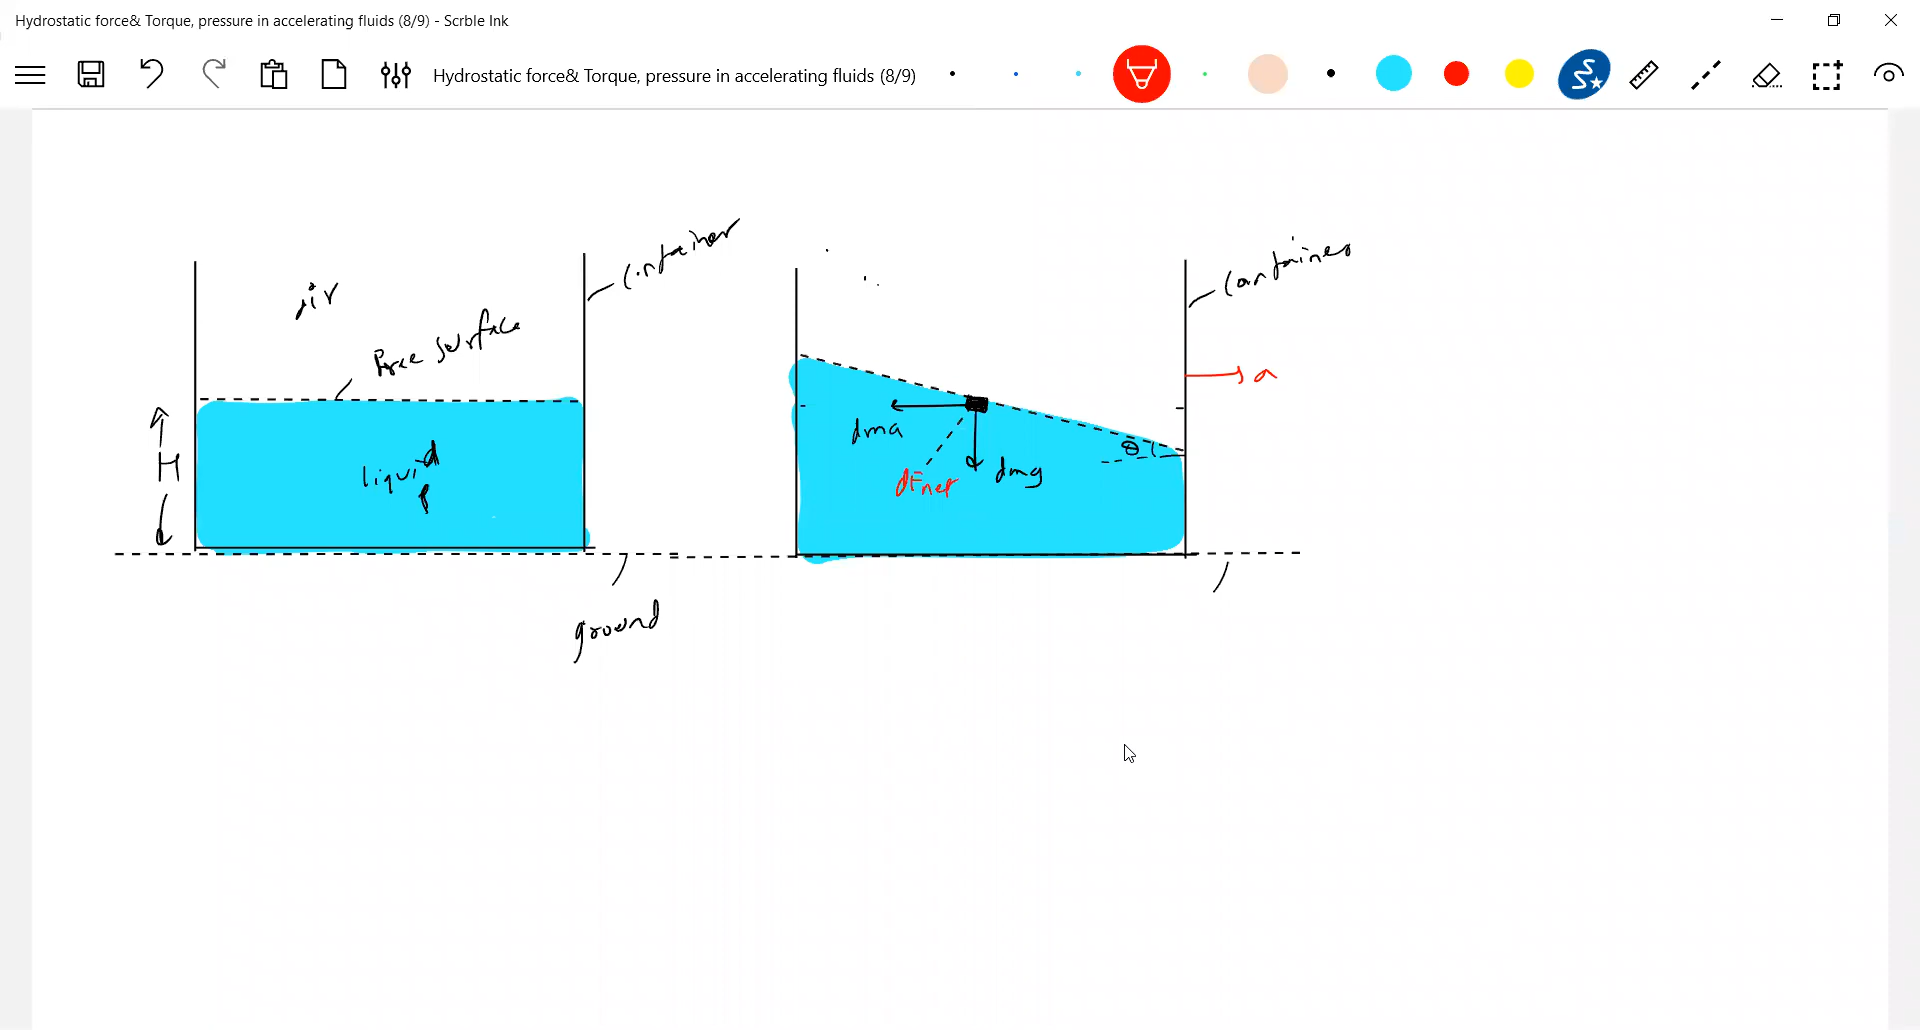 Hydrostatic force& Torque, pressure in accelerating fluids (8/9) - Scrble Ink
Hydrostatic force& Torque, pressure in accelerating fluids (8/9)
container
container
air
free surface
a
H
liquid
ρ
dma
θ
dmg
dFnet
ground